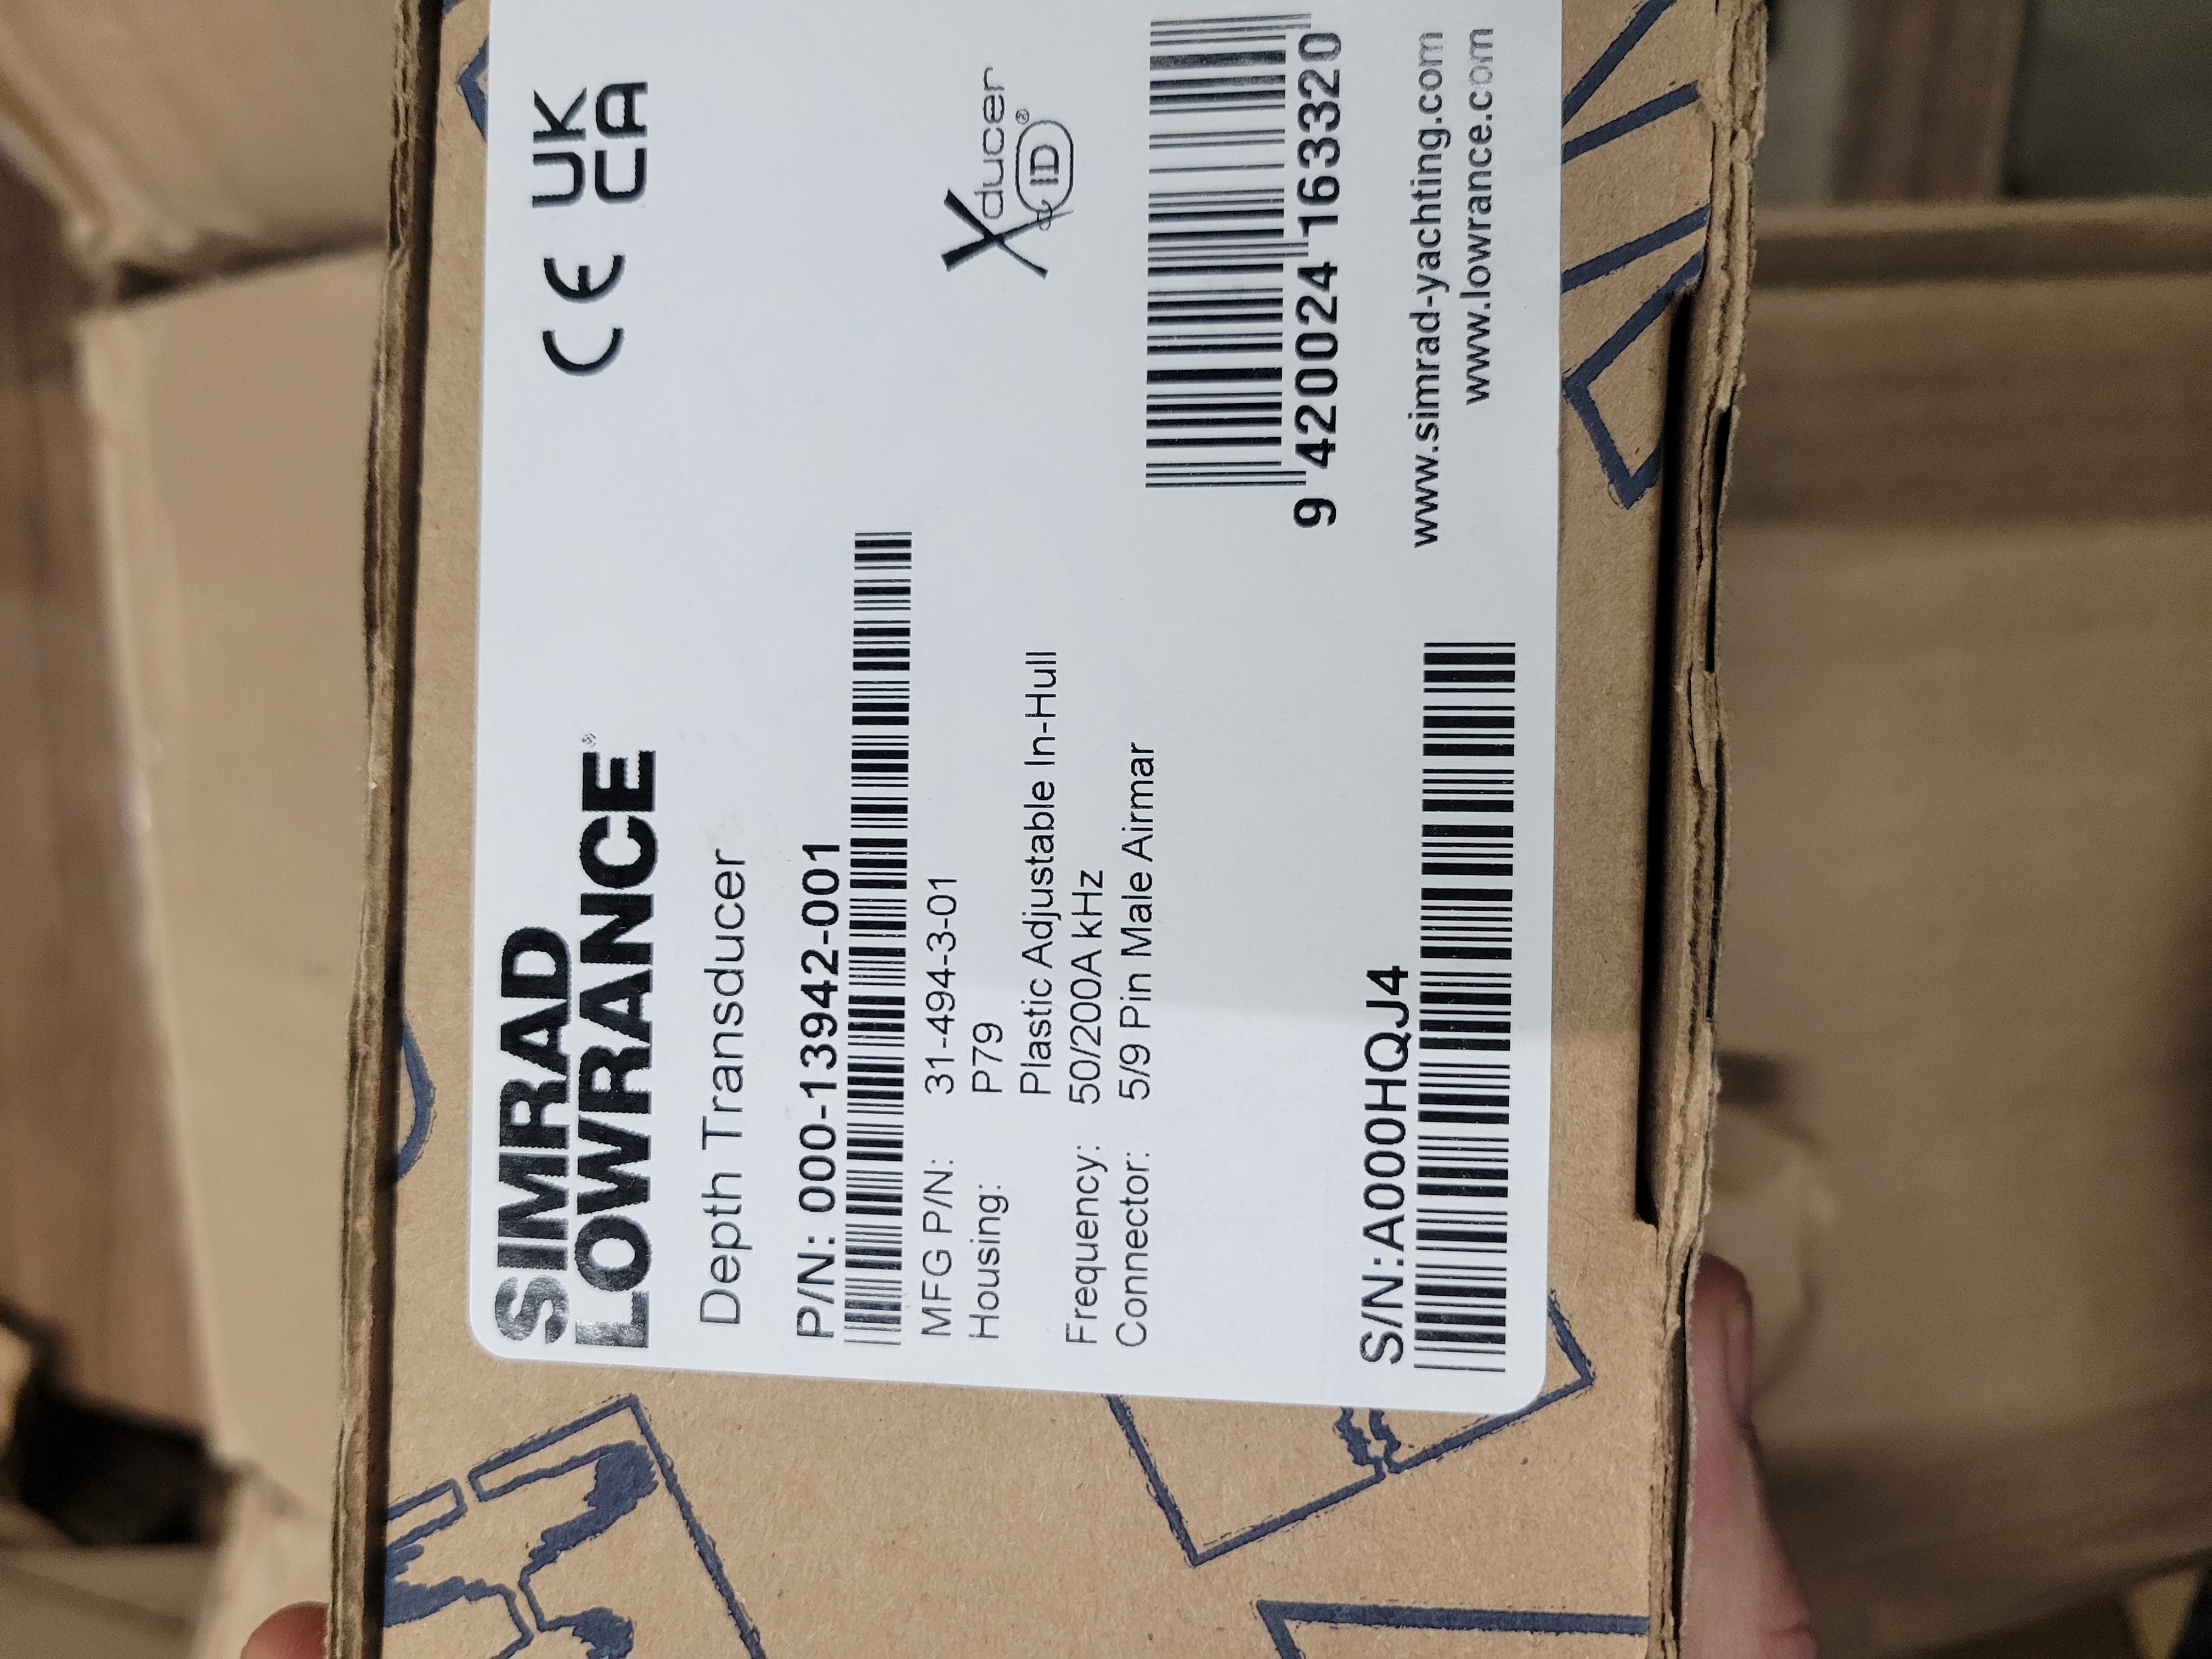 SIMRAD
LOWRANCE®
CE UK CA
Depth Transducer
P/N: 000-13942-001
MFG P/N: 31-494-3-01
Housing: P79
Plastic Adjustable In-Hull
Frequency: 50/200A kHz
Connector: 5/9 Pin Male Airmar
Xducer
ID®
9 420024 163320
S/N:A000HQJ4
www.simrad-yachting.com
www.lowrance.com